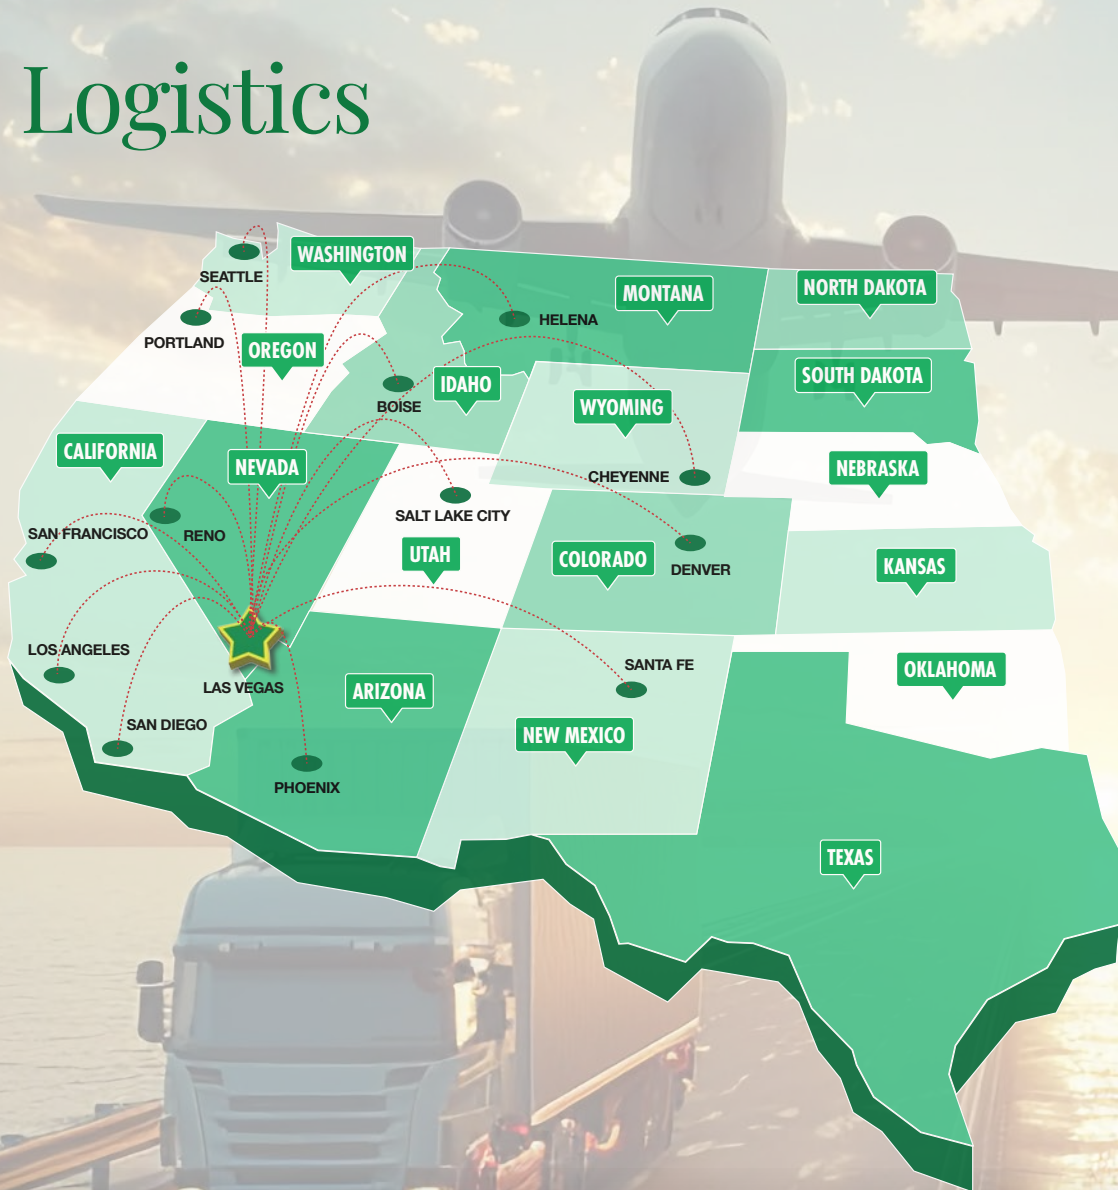 Logistics
WASHINGTON
SEATTLE
MONTANA
NORTH DAKOTA
HELENA
PORTLAND
OREGON
SOUTH DAKOTA
IDAHO
BOISE
WYOMING
CALIFORNIA
NEVADA
CHEYENNE
NEBRASKA
SALT LAKE CITY
SAN FRANCISCO
RENO
UTAH
COLORADO
DENVER
KANSAS
LOS ANGELES
SANTA FE
OKLAHOMA
LAS VEGAS
ARIZONA
SAN DIEGO
NEW MEXICO
PHOENIX
TEXAS